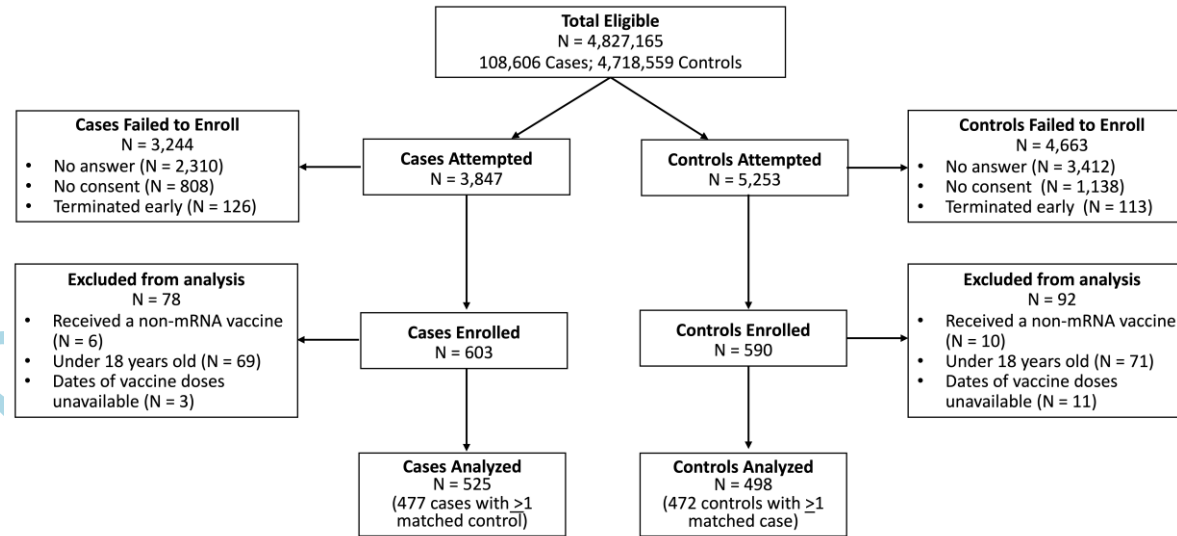 Total Eligible
N = 4,827,165
108,606 Cases; 4,718,559 Controls
Cases Failed to Enroll
N = 3,244
• No answer (N = 2,310)
• No consent (N = 808)
• Terminated early (N = 126)
Cases Attempted
N = 3,847
Controls Attempted
N = 5,253
Controls Failed to Enroll
N = 4,663
• No answer (N = 3,412)
• No consent (N = 1,138)
• Terminated early (N = 113)
Excluded from analysis
N = 78
• Received a non-mRNA vaccine
(N = 6)
• Under 18 years old (N = 69)
• Dates of vaccine doses
unavailable (N = 3)
Cases Enrolled
N = 603
Controls Enrolled
N = 590
Excluded from analysis
N = 92
• Received a non-mRNA vaccine
(N = 10)
• Under 18 years old (N = 71)
• Dates of vaccine doses
unavailable (N = 11)
Cases Analyzed
N = 525
(477 cases with >1
matched control)
Controls Analyzed
N = 498
(472 controls with >1
matched case)